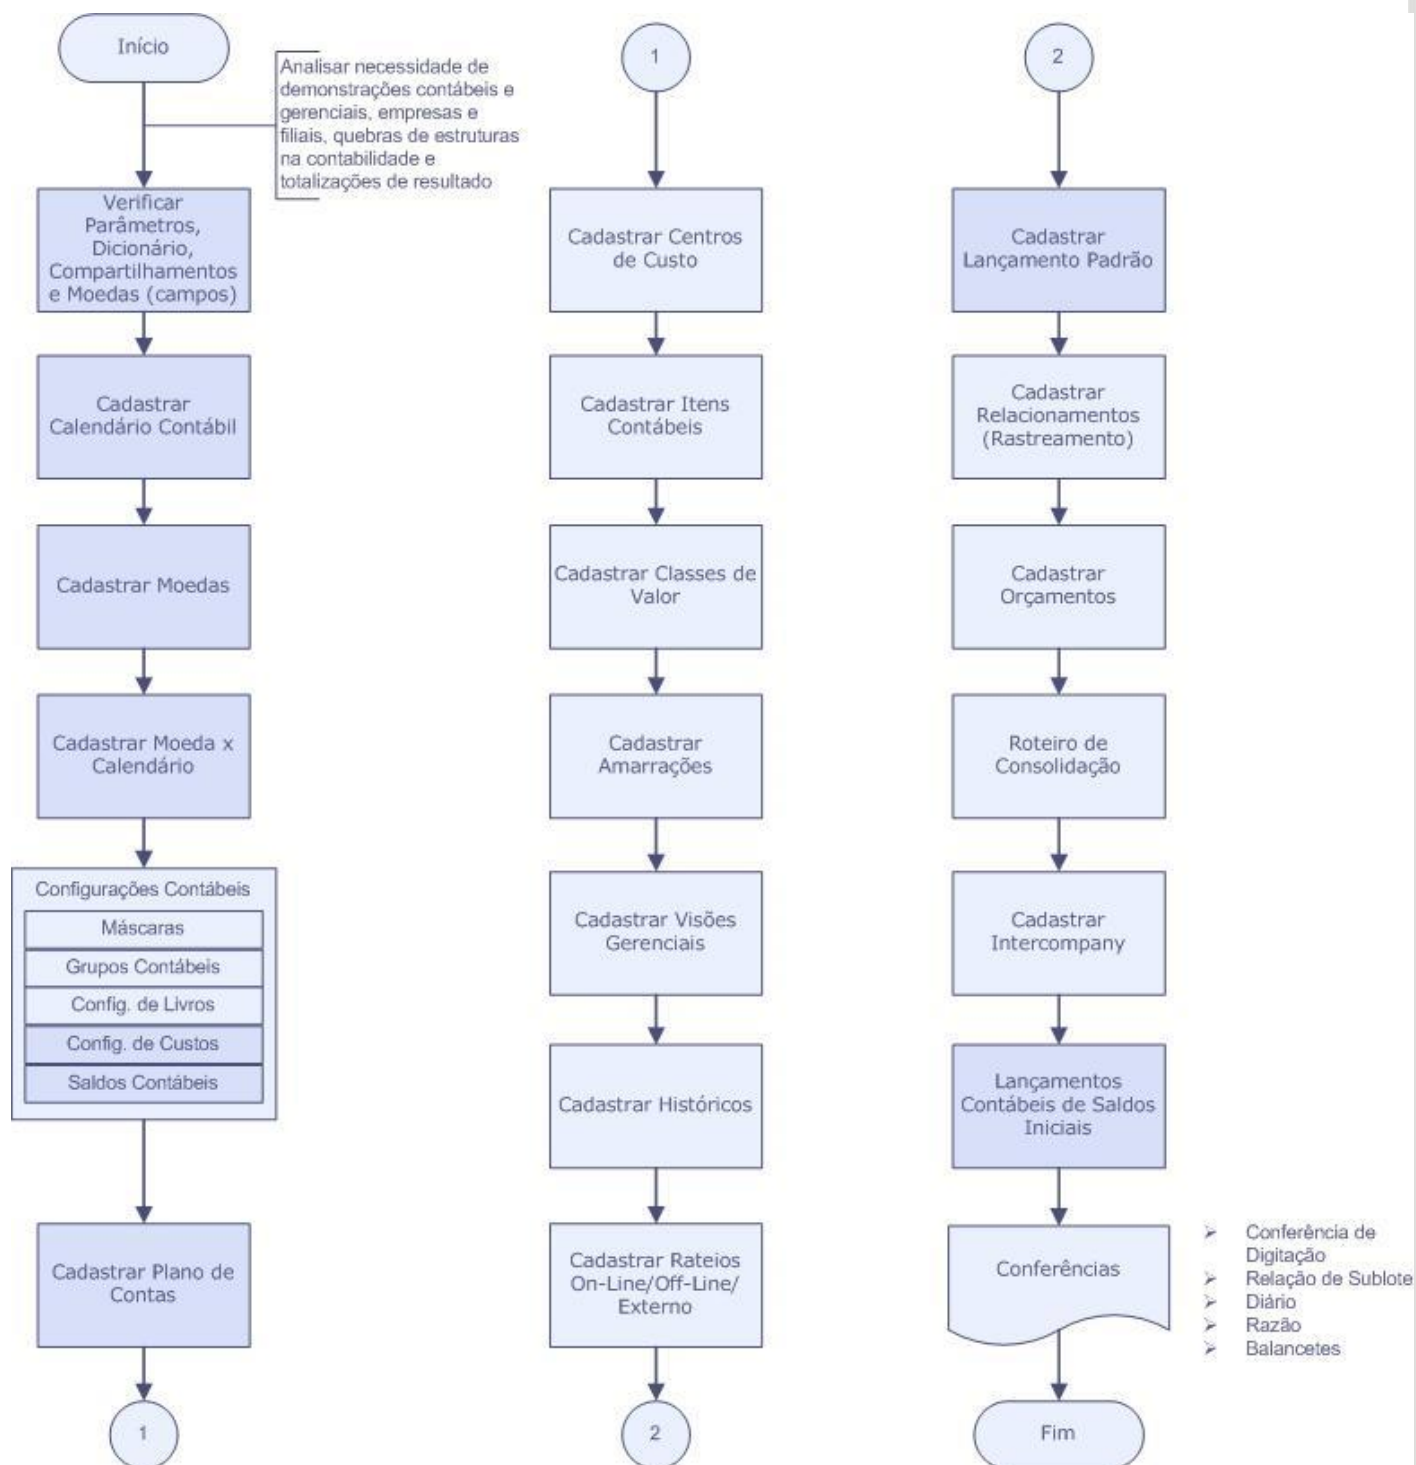 Início
Analisar necessidade de
demonstrações contábeis e
gerenciais, empresas e
filiais, quebras de estruturas
na contabilidade e
totalizações de resultado
Verificar
Parâmetros,
Dicionário,
Compartilhamentos
e Moedas (campos)
Cadastrar
Calendário Contábil
Cadastrar Moedas
Cadastrar Moeda x
Calendário
Configurações Contábeis
Máscaras
Grupos Contábeis
Config. de Livros
Config. de Custos
Saldos Contábeis
Cadastrar Plano de
Contas
1
1
Cadastrar Centros
de Custo
Cadastrar Itens
Contábeis
Cadastrar Classes de
Valor
Cadastrar
Amarrações
Cadastrar Visões
Gerenciais
Cadastrar Históricos
Cadastrar Rateios
On-Line/Off-Line/
Externo
2
2
Cadastrar
Lançamento Padrão
Cadastrar
Relacionamentos
(Rastreamento)
Cadastrar
Orçamentos
Roteiro de
Consolidação
Cadastrar
Intercompany
Lançamentos
Contábeis de Saldos
Iniciais
Conferências
➢ Conferência de
Digitação
➢ Relação de Sublote
➢ Diário
➢ Razão
➢ Balancetes
Fim